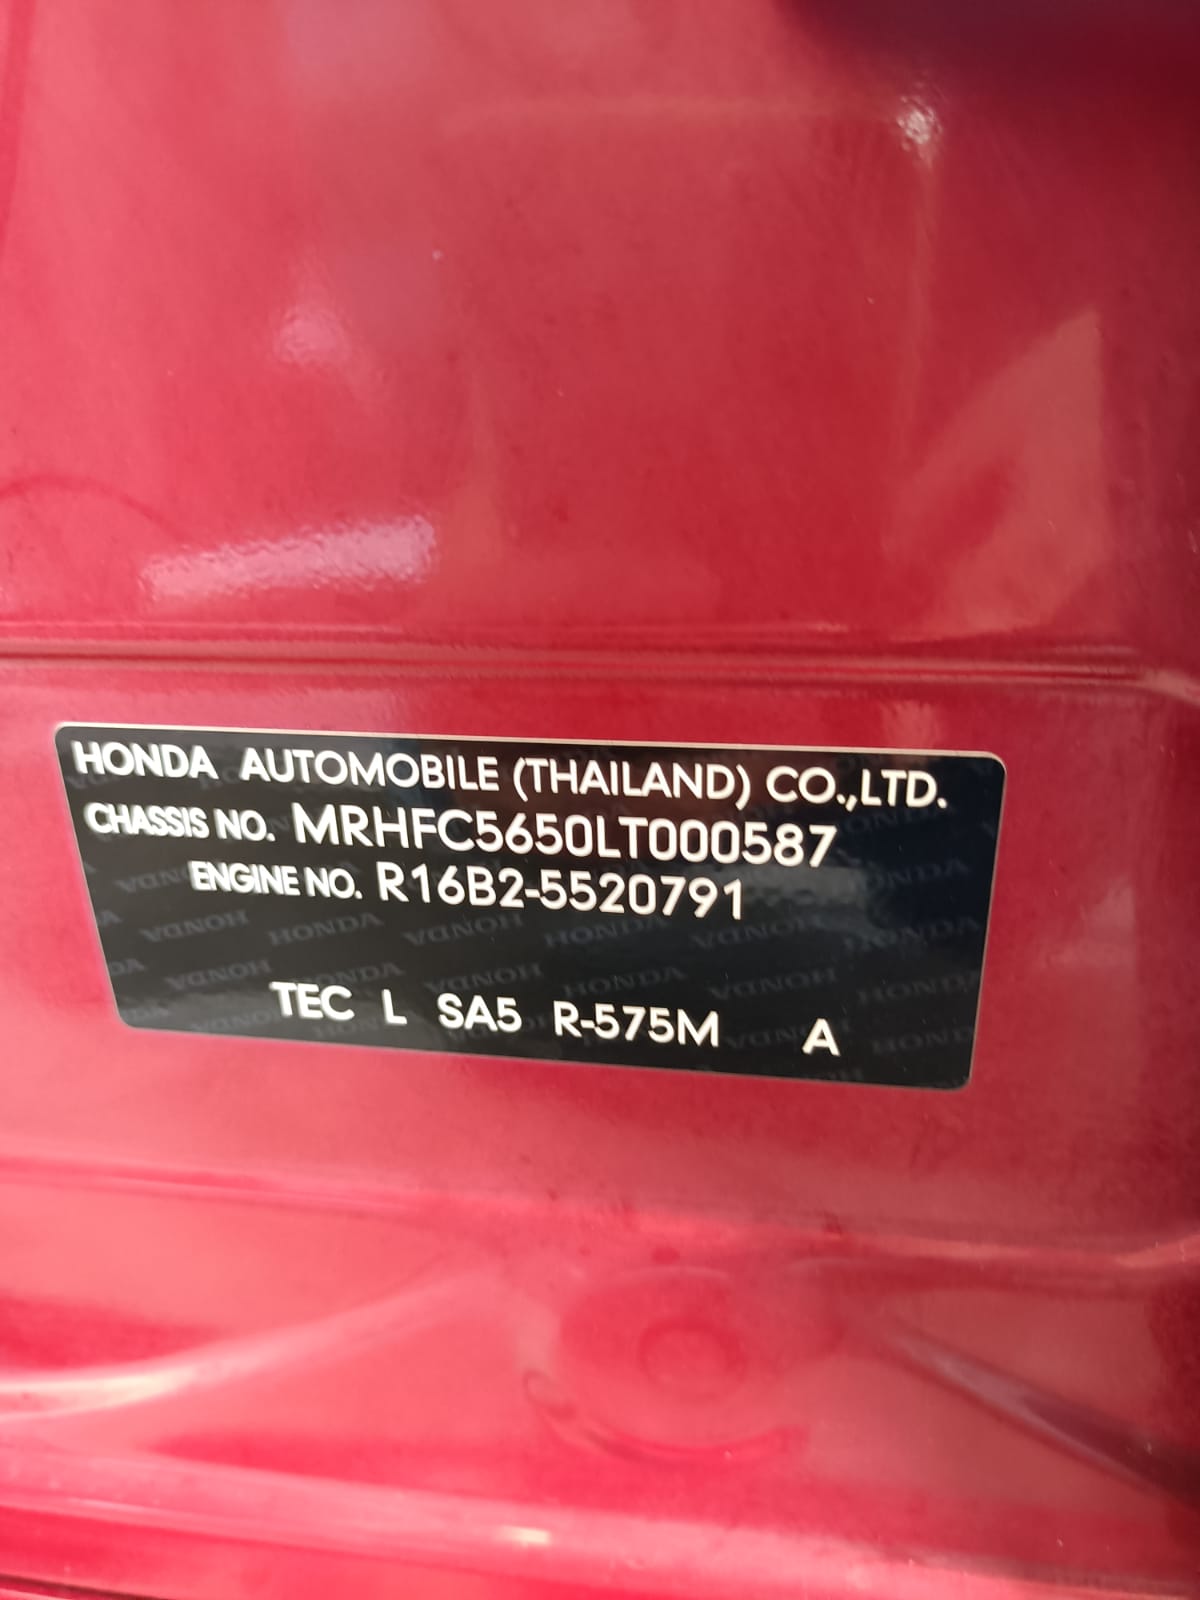 HONDA AUTOMOBILE (THAILAND) CO.,LTD.
CHASSIS NO. MRHFC5650LT000587
ENGINE NO. R16B2-5520791
TEC L SA5 R-575M A